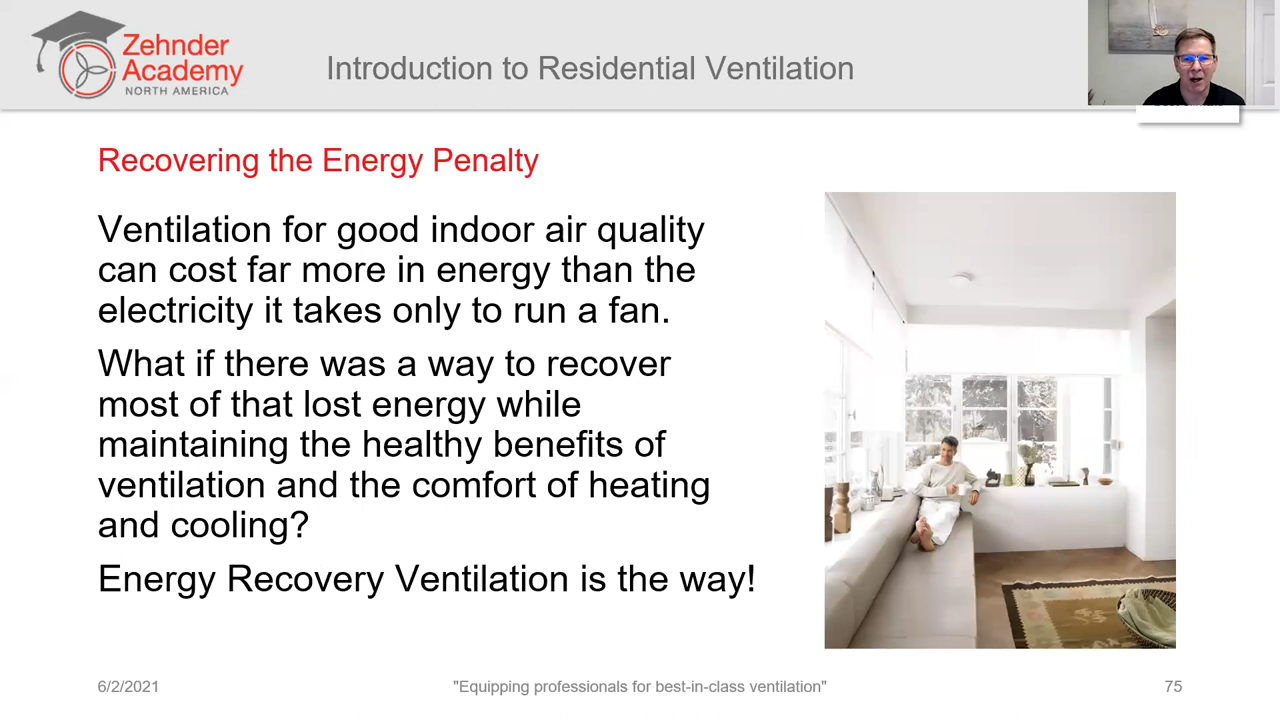 Zehnder
Academy
NORTH AMERICA
Introduction to Residential Ventilation
Recovering the Energy Penalty
Ventilation for good indoor air quality
can cost far more in energy than the
electricity it takes only to run a fan.
What if there was a way to recover
most of that lost energy while
maintaining the healthy benefits of
ventilation and the comfort of heating
and cooling?
Energy Recovery Ventilation is the way!
6/2/2021
"Equipping professionals for best-in-class ventilation"
75